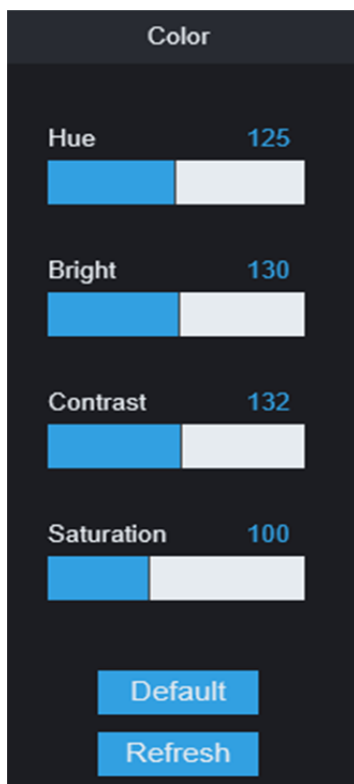 Color
Hue 125
Bright 130
Contrast 132
Saturation 100
Default
Refresh